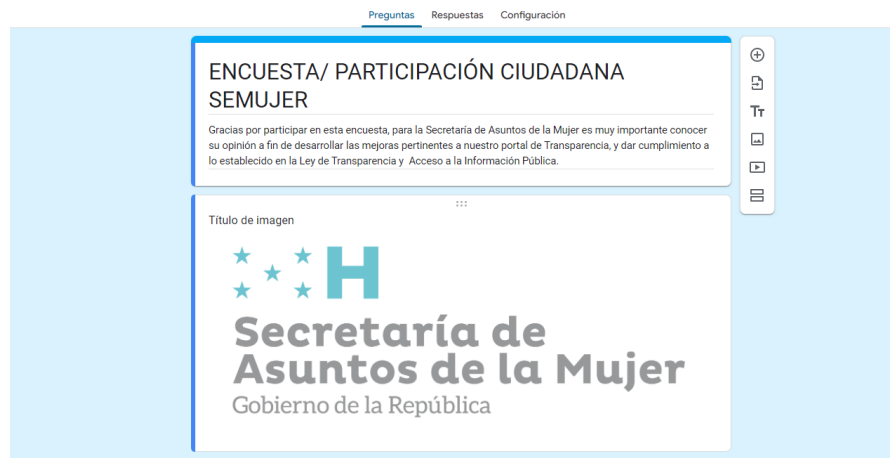 Preguntas Respuestas Configuración
ENCUESTA/ PARTICIPACIÓN CIUDADANA
SEMUJER
Gracias por participar en esta encuesta, para la Secretaría de Asuntos de la Mujer es muy importante conocer
su opinión a fin de desarrollar las mejoras pertinentes a nuestro portal de Transparencia, y dar cumplimiento a
lo establecido en la Ley de Transparencia y  Acceso a la Información Pública.
Tт
Título de imagen
H
Secretaría de
Asuntos de la Mujer
Gobierno de la República